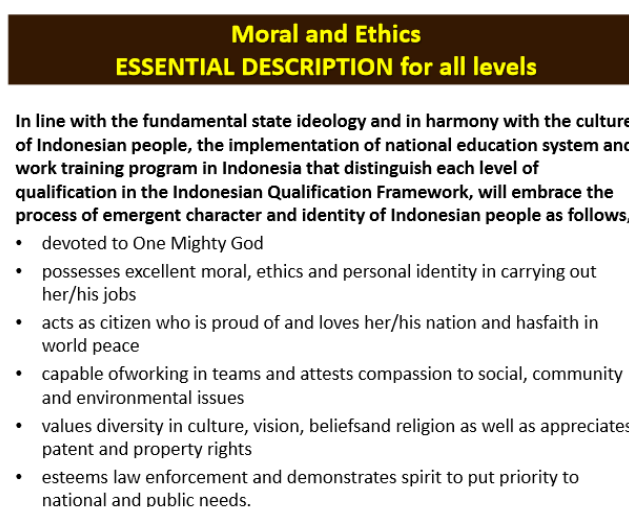 Moral and Ethics
ESSENTIAL DESCRIPTION for all levels
In line with the fundamental state ideology and in harmony with the culture
of Indonesian people, the implementation of national education system and
work training program in Indonesia that distinguish each level of
qualification in the Indonesian Qualification Framework, will embrace the
process of emergent character and identity of Indonesian people as follows,
• devoted to One Mighty God
• possesses excellent moral, ethics and personal identity in carrying out
her/his jobs
• acts as citizen who is proud of and loves her/his nation and hasfaith in
world peace
• capable ofworking in teams and attests compassion to social, community
and environmental issues
• values diversity in culture, vision, beliefsand religion as well as appreciates
patent and property rights
• esteems law enforcement and demonstrates spirit to put priority to
national and public needs.